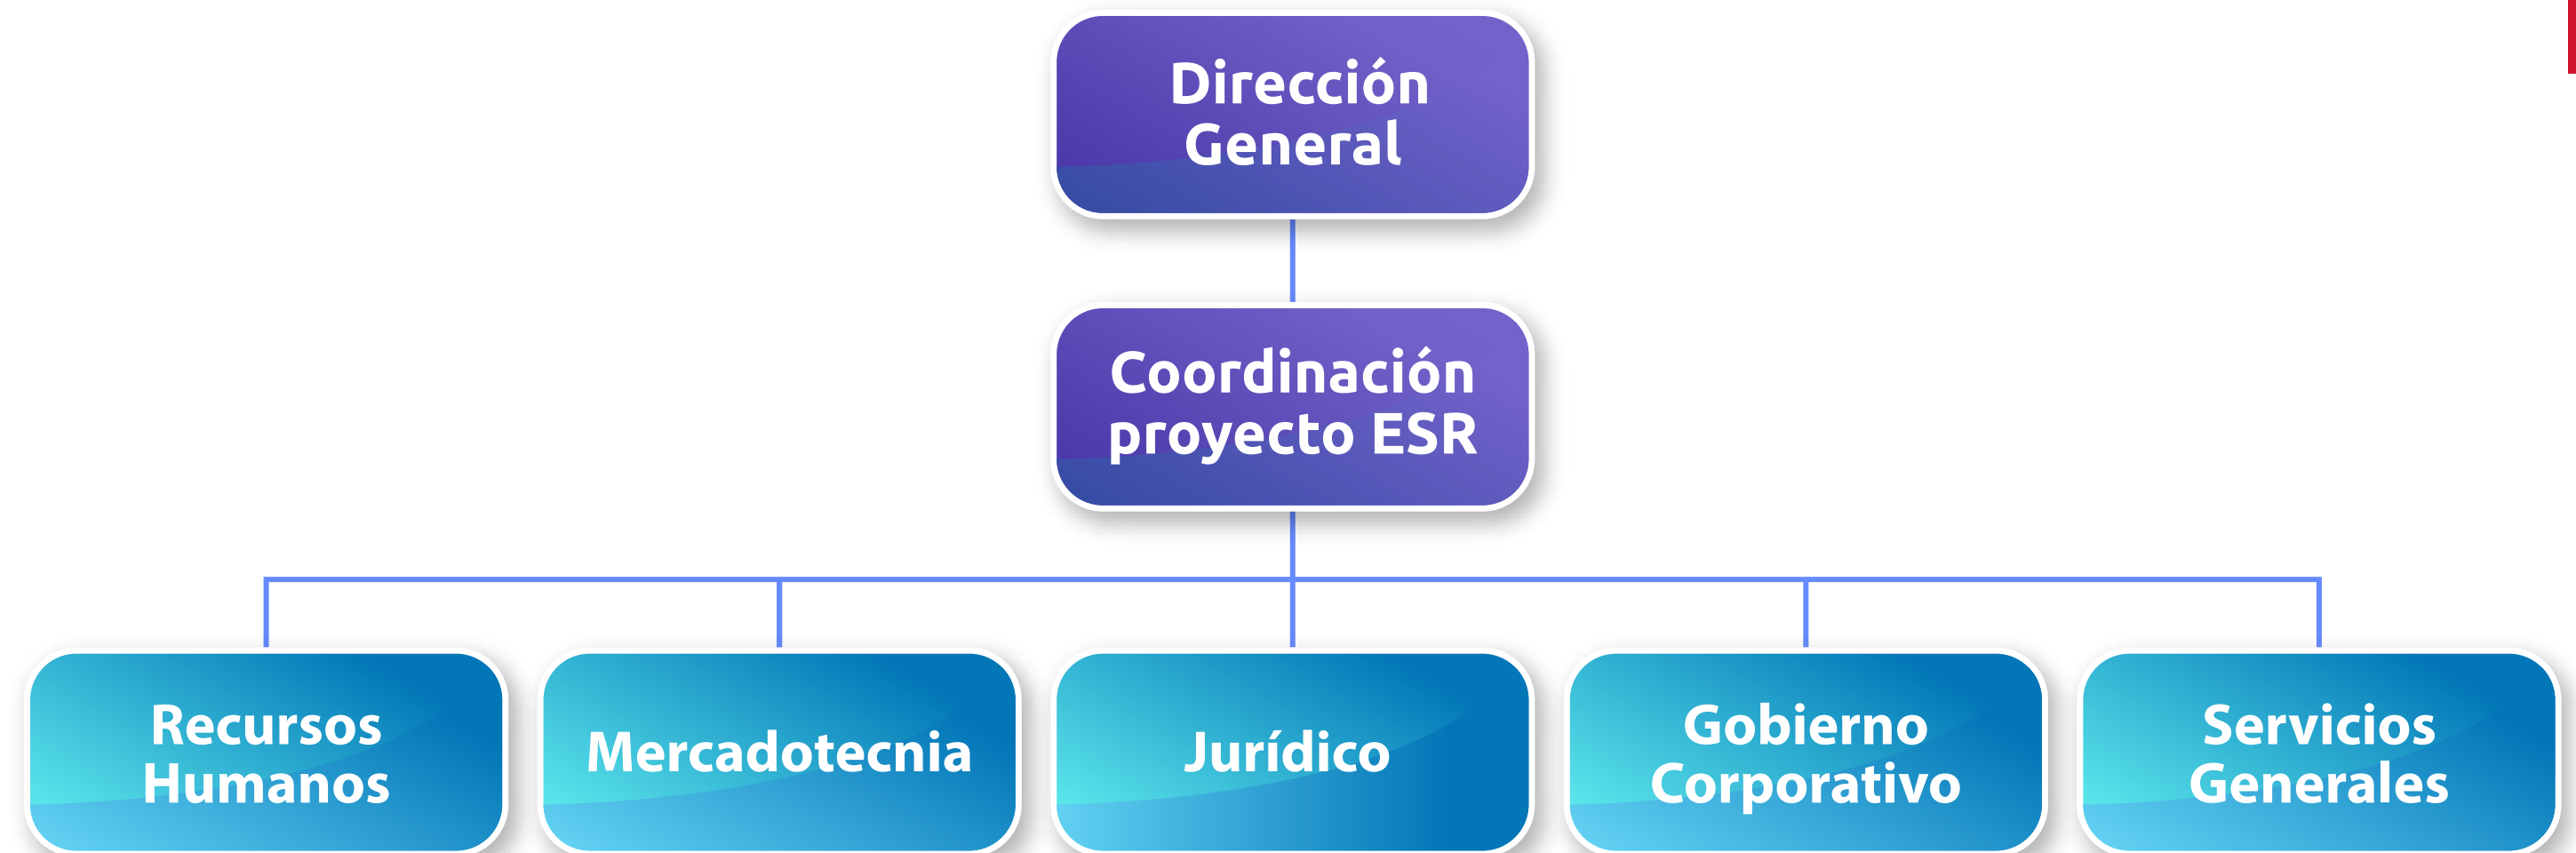 Dirección
General
Coordinación
proyecto ESR
Recursos
Humanos
Mercadotecnia
Jurídico
Gobierno
Corporativo
Servicios
Generales